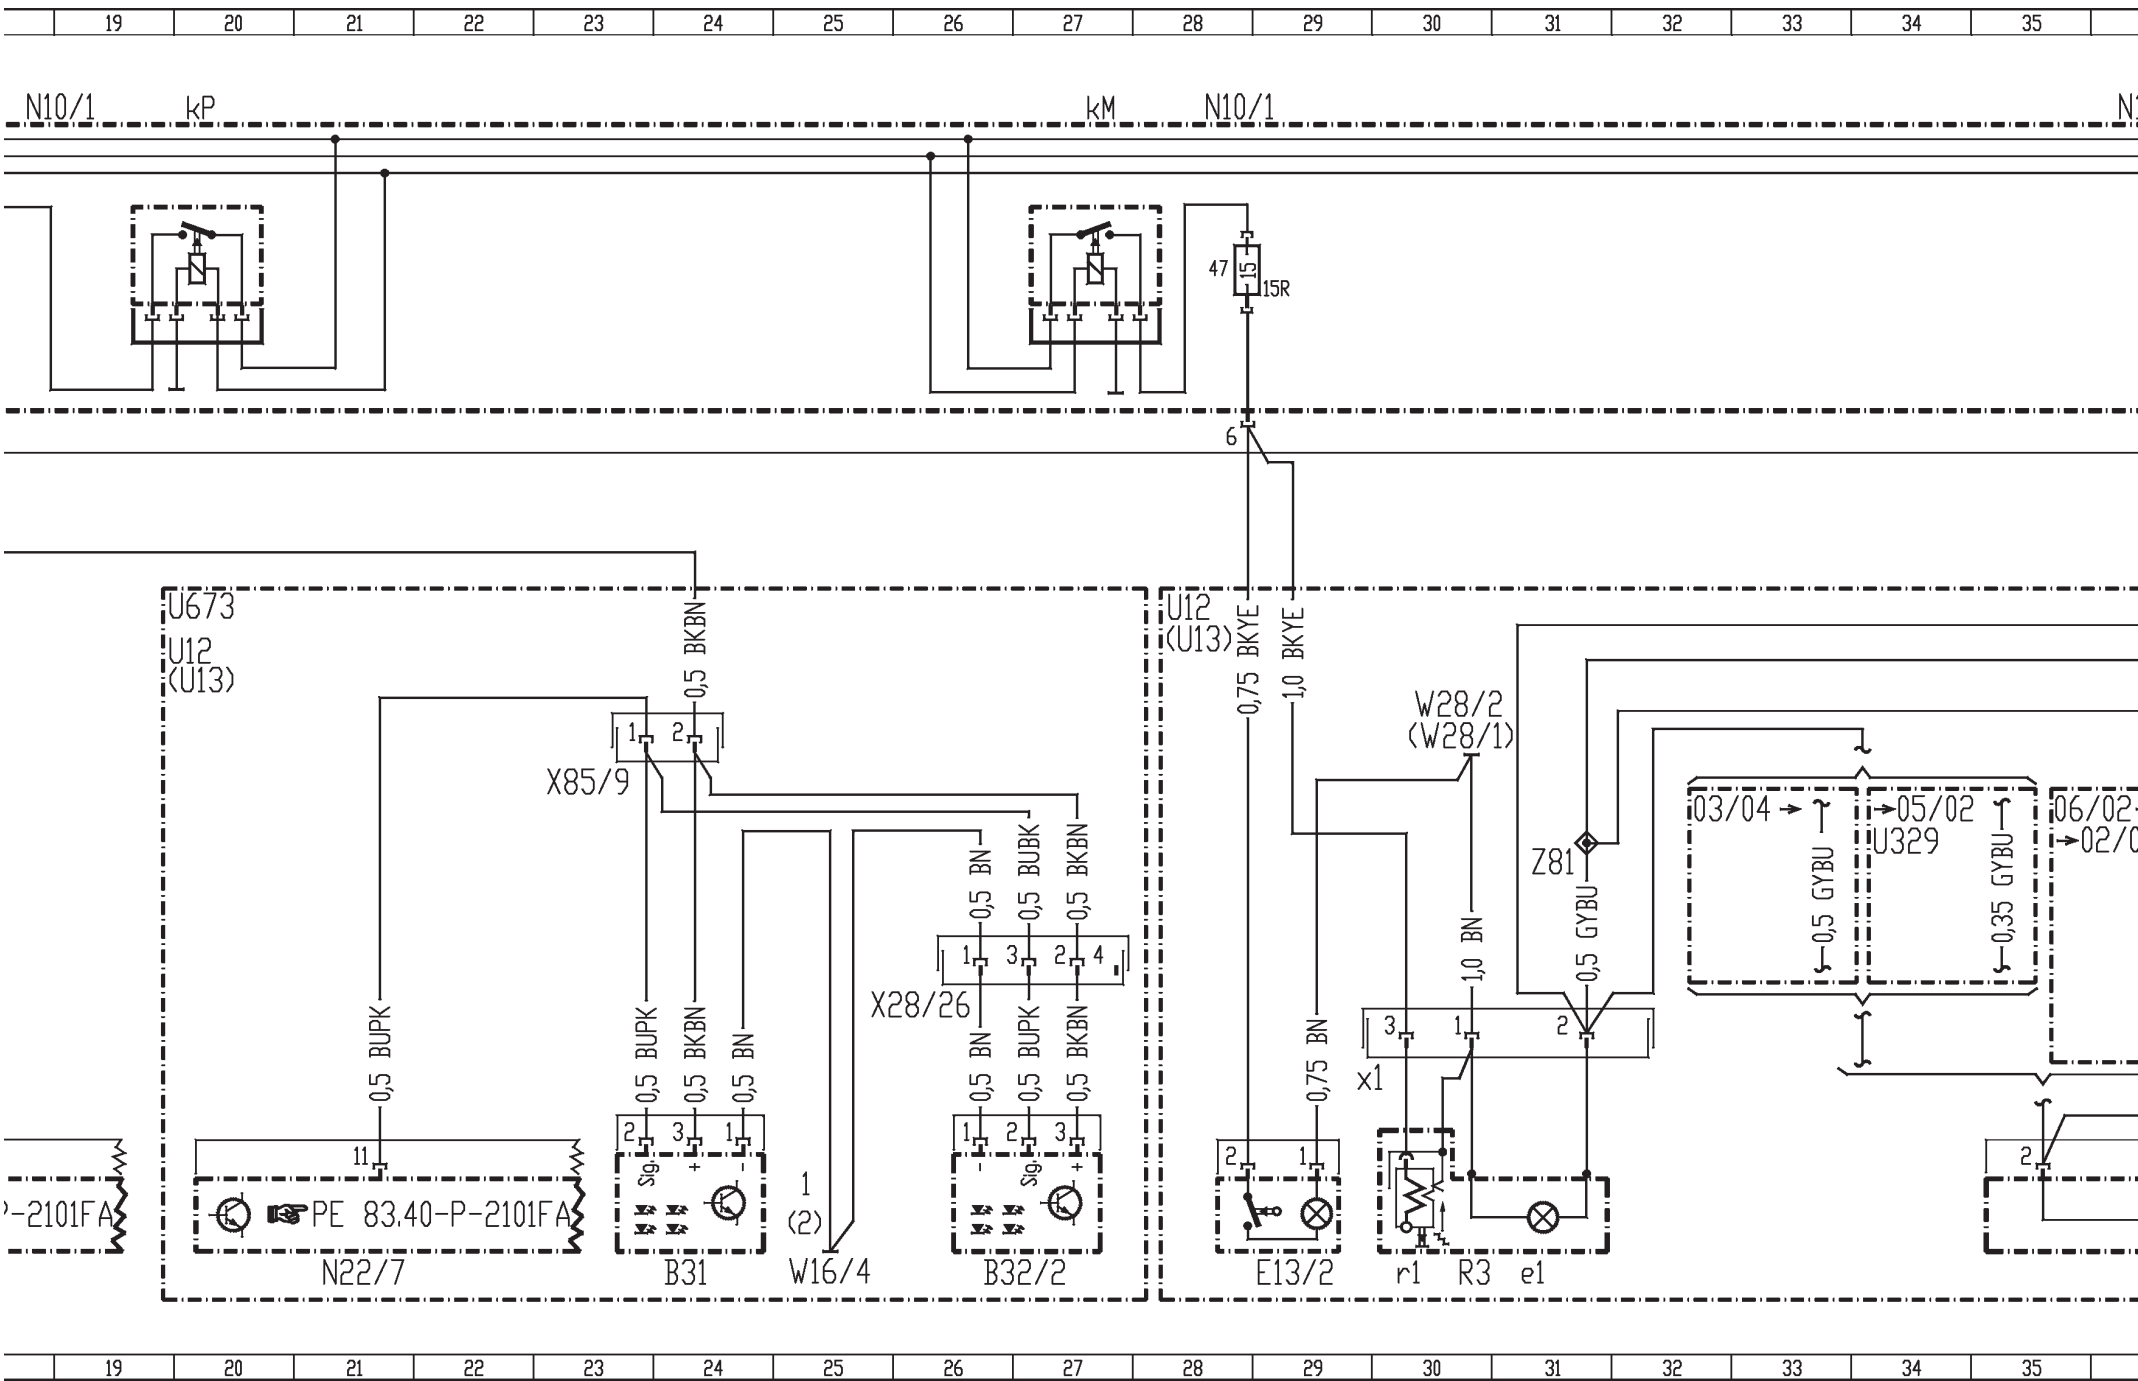 19 20 21 22 23 24 25 26 27 28 29 30 31 32 33 34 35
N10/1 kP kM N10/1 N1
47 15 15R
6
U673
U12
(U13)
0,5 BKBN
U12
(U13)
0,75 BKYE
1,0 BKYE
1 2
X85/9
W28/2
(W28/1)
03/04
05/02
U329
06/02
02/0
Z81
0,5 BN
0,5 BUBK
0,5 BKBN
0,5 GYBU
0,5 GYBU
0,35 GYBU
1,0 BN
1 3 2 4
X28/26
0,5 BUPK
0,5 BUPK
0,5 BKBN
0,5 BN
0,5 BN
0,5 BUPK
0,5 BKBN
0,75 BN
3 1 2
x1
11
2 3 1
1 2 3
2 1
2
Sig. + -
- Sig. +
P-2101FA
PE 83.40-P-2101FA
1
(2)
N22/7 B31 W16/4 B32/2 E13/2 r1 R3 e1
19 20 21 22 23 24 25 26 27 28 29 30 31 32 33 34 35